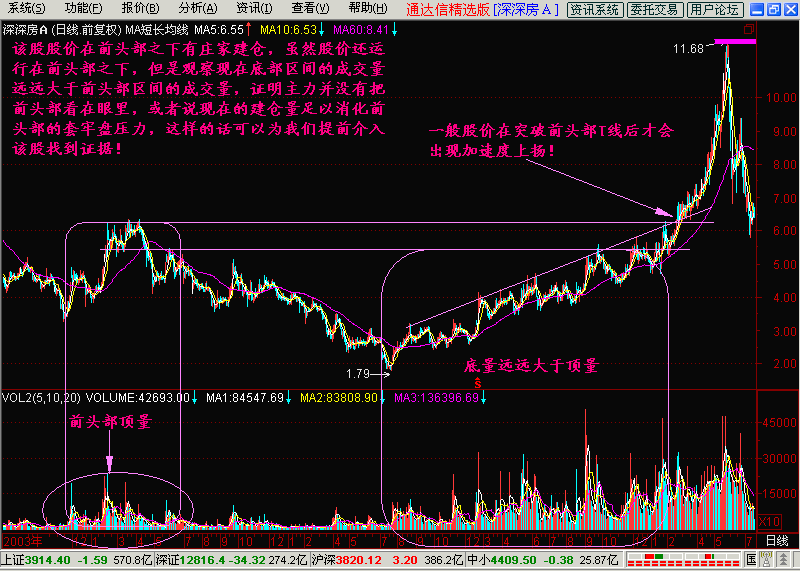 系统(S) 功能(F) 报价(B) 分析(A) 资讯(I) 查看(V) 帮助(H) 通达信精选版 [深深房A] 资讯系统 委托交易 用户论坛
深深房A (日线.前复权) MA短长均线 MA5:6.55↑ MA10:6.53↓ MA60:8.41↓
该股股价在前头部之下有庄家建仓，虽然股价还运
行在前头部之下，但是观察现在底部区间的成交量
远远大于前头部区间的成交量，证明主力并没有把
前头部看在眼里，或者说现在的建仓量足以消化前
头部的套牢盘压力，这样的话可以为我们提前介入
该股找到证据！
11.68
一般股价在突破前头部T线后才会
出现加速度上扬！
10.00
9.00
8.00
7.00
6.00
5.00
4.00
3.00
2.00
1.79
底量远远大于顶量
S
VOL2(5,10,20) VOLUME:42693.00↓ MA1:84547.69↓ MA2:83808.90↓ MA3:136396.69↓
前头部顶量
45000
30000
15000
X10
2003年 2 3 4 5 6 7 8 9 10 12 1 2 4 5 6 7 8 9 10 11 12 3 4 5 6 7 8 9 10 11 2 4 5 7 日线
上证3914.40 -1.59 570.8亿 深证12816.4 -34.32 274.2亿 沪深3820.12 3.20 386.2亿 中小4409.50 -0.38 25.87亿 国